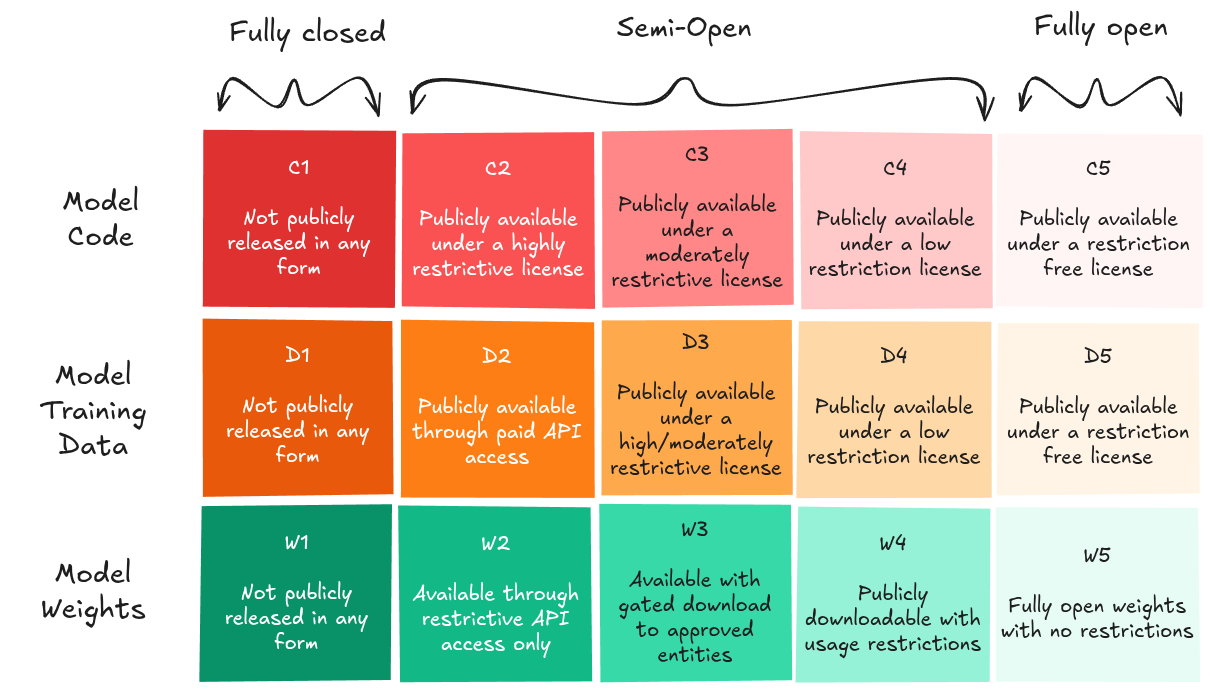 Fully closed
Semi-Open
Fully open
Model
Code
C1
Not publicly
released in any
form
C2
Publicly available
under a highly
restrictive license
C3
Publicly available
under a
moderately
restrictive license
C4
Publicly available
under a low
restriction license
C5
Publicly available
under a restriction
free license
Model
Training
Data
D1
Not publicly
released in any
form
D2
Publicly available
through paid API
access
D3
Publicly available
under a
high/moderately
restrictive license
D4
Publicly available
under a low
restriction license
D5
Publicly available
under a restriction
free license
Model
Weights
W1
Not publicly
released in any
form
W2
Available through
restrictive API
access only
W3
Available with
gated download
to approved
entities
W4
Publicly
downloadable with
usage restrictions
W5
Fully open weights
with no restrictions